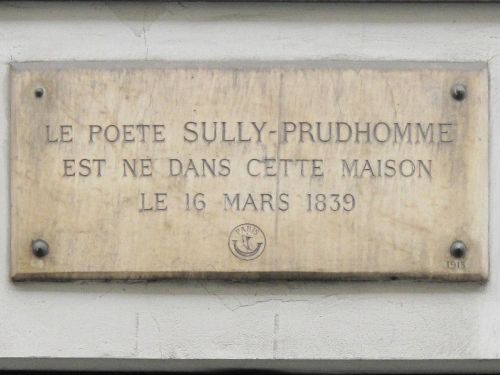 LE POETE SULLY-PRUDHOMME
EST NE DANS CETTE MAISON
LE 16 MARS 1839
PARIS
1913